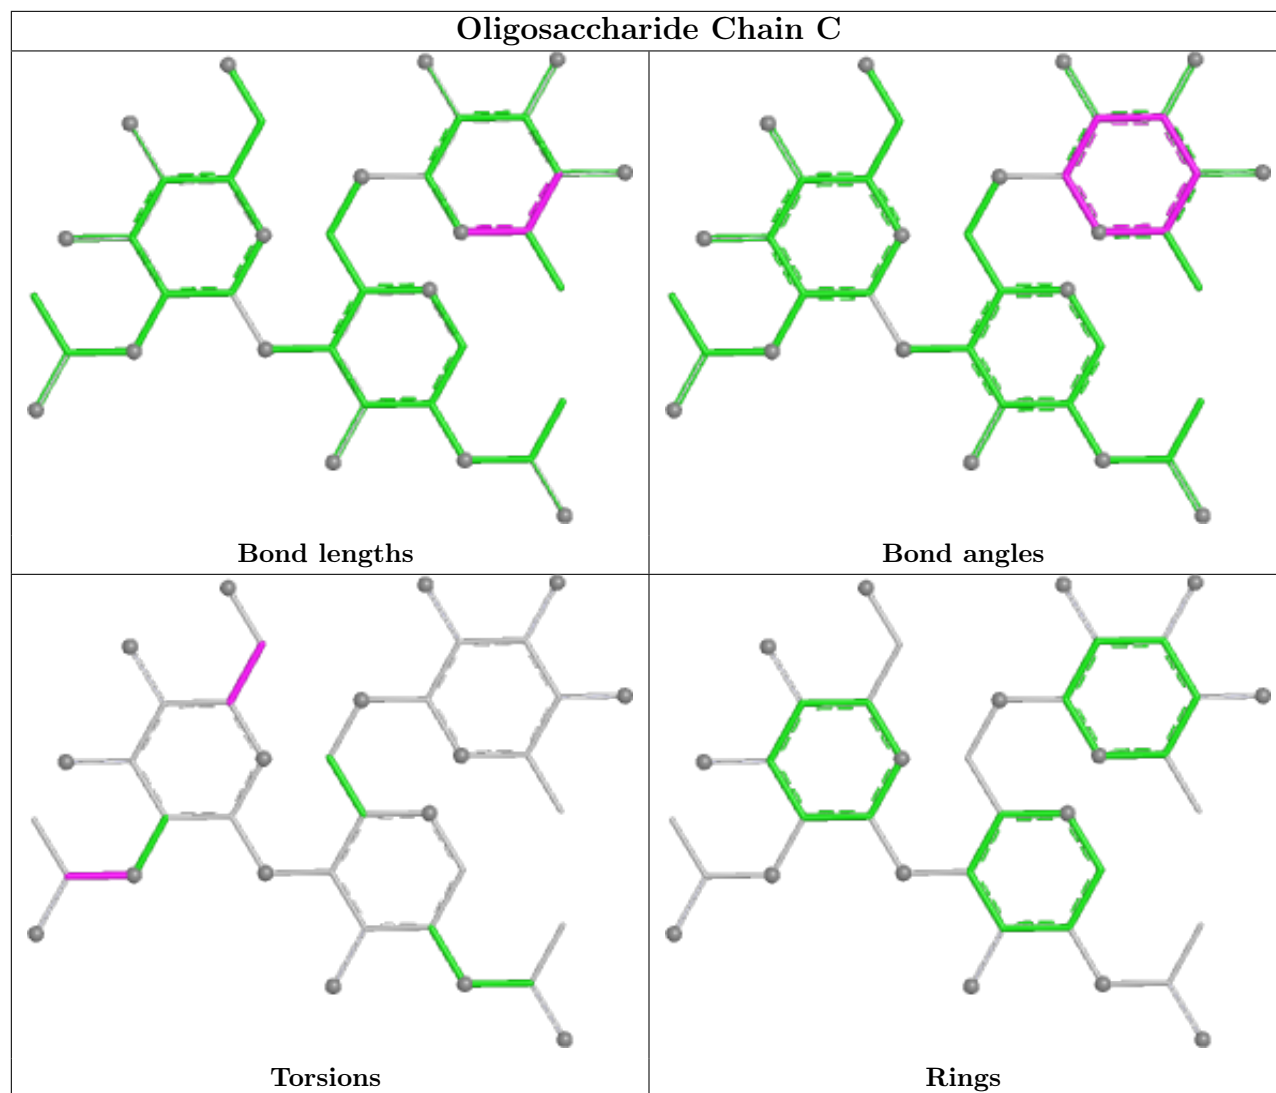 Oligosaccharide Chain C
Bond lengths
Bond angles
Torsions
Rings